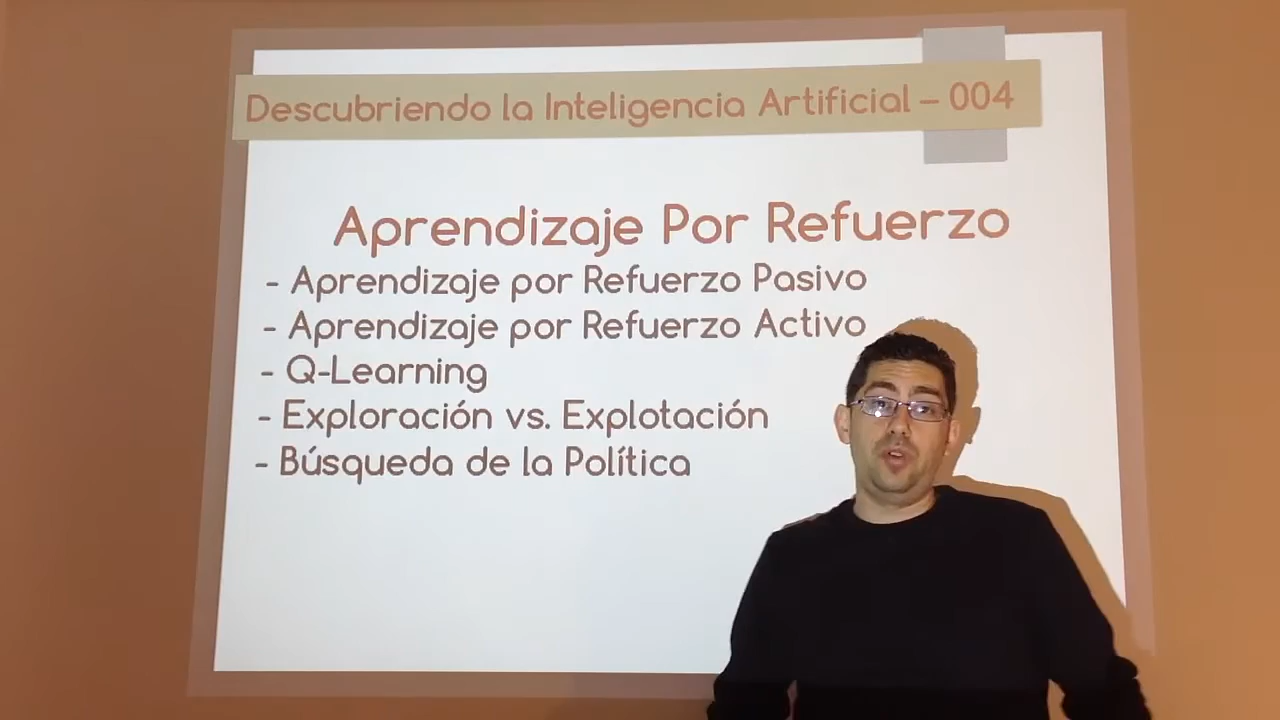 Descubriendo la Inteligencia Artificial – 004
Aprendizaje Por Refuerzo
- Aprendizaje por Refuerzo Pasivo
- Aprendizaje por Refuerzo Activo
- Q-Learning
- Exploración vs. Explotación
- Búsqueda de la Política